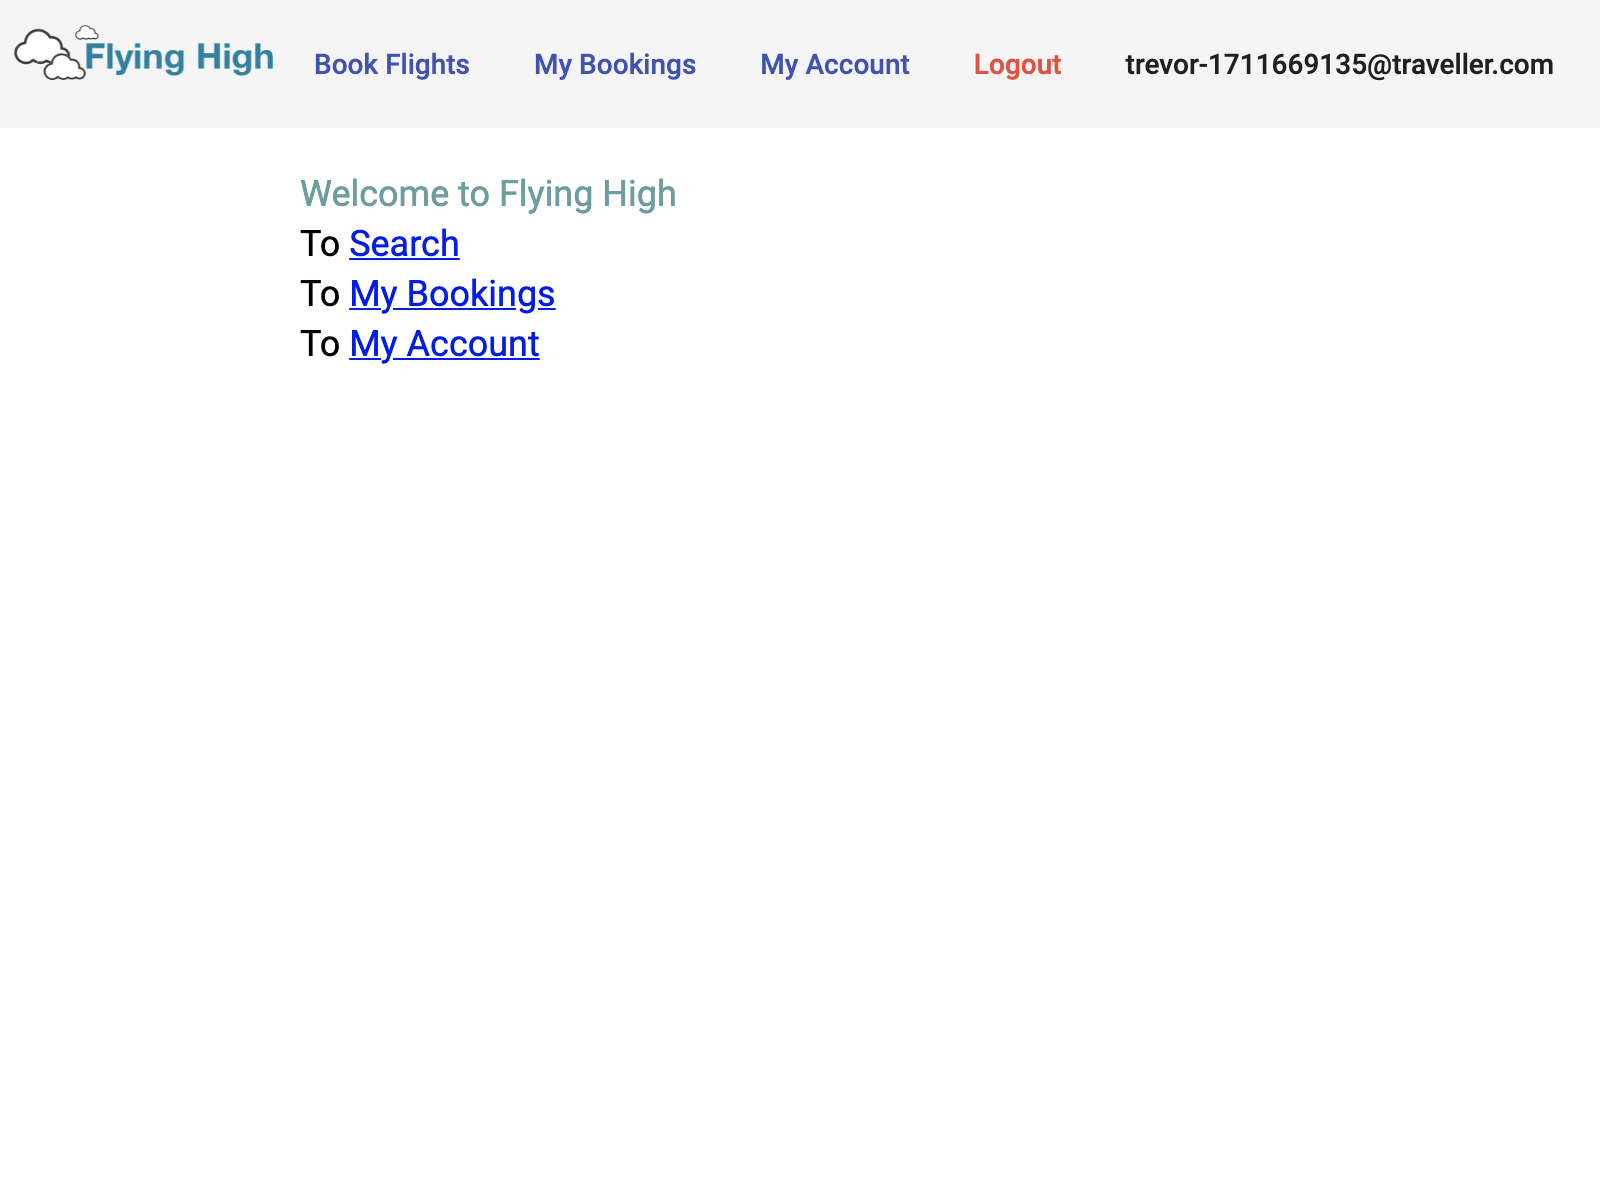 Flying High Book Flights My Bookings My Account Logout trevor-1711669135@traveller.com
Welcome to Flying High
To Search
To My Bookings
To My Account